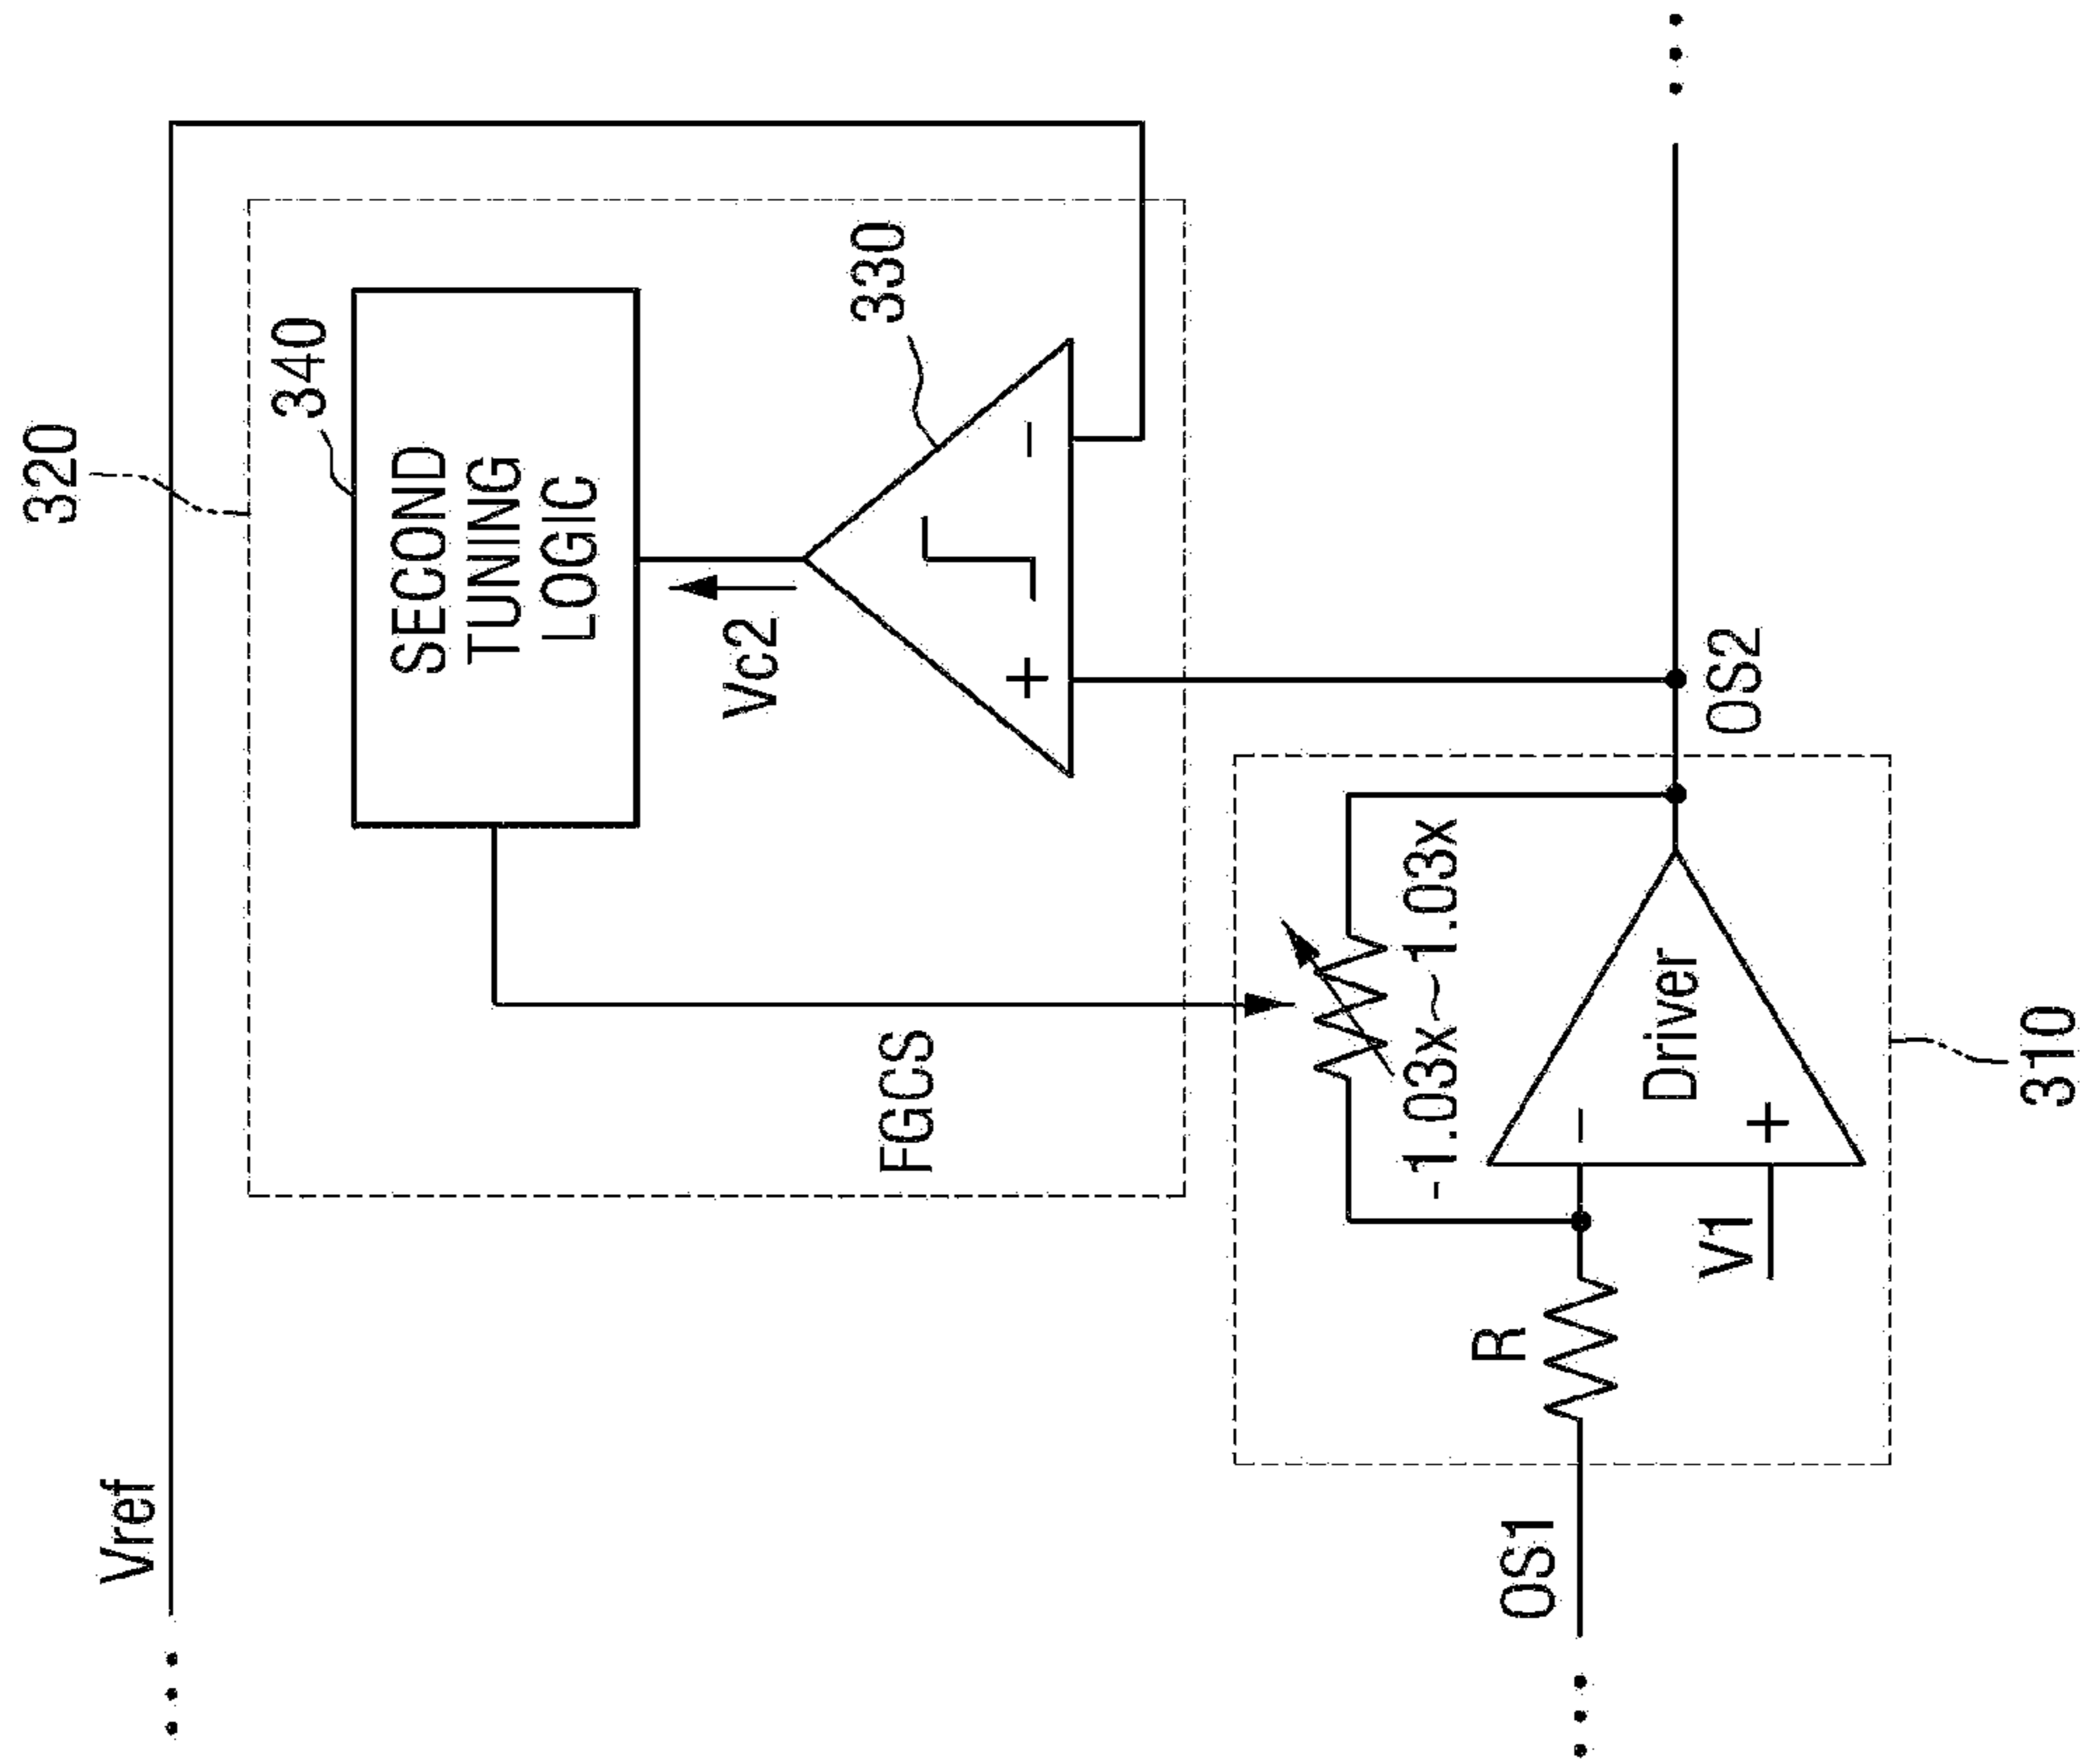 320
Vref
340
SECOND
TUNING
LOGIC
Vc2
330
+
−
FGCS
-1.03x~1.03x
R
OS1
−
Driver
+
V1
OS2
310